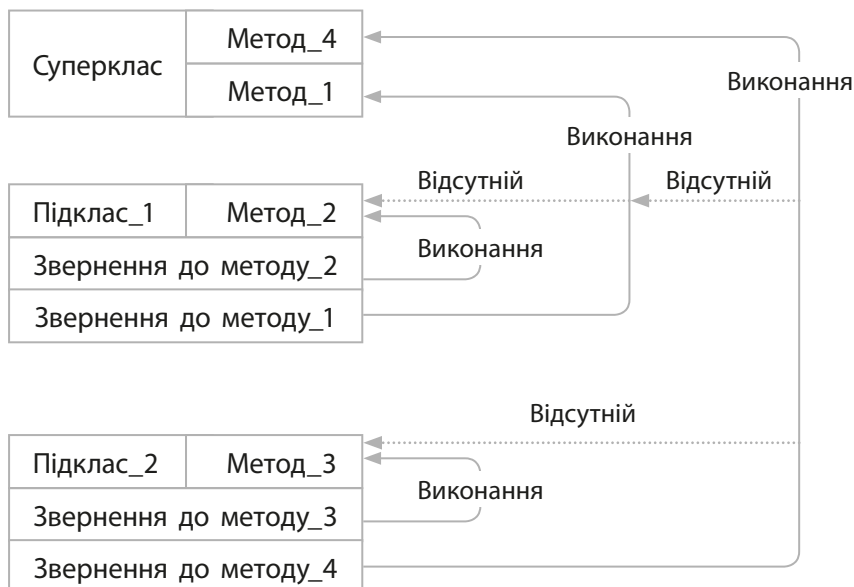 Суперклас
Метод_4
Метод_1
Виконання
Виконання
Відсутній
Відсутній
Підклас_1
Метод_2
Виконання
Звернення до методу_2
Звернення до методу_1
Відсутній
Підклас_2
Метод_3
Виконання
Звернення до методу_3
Звернення до методу_4